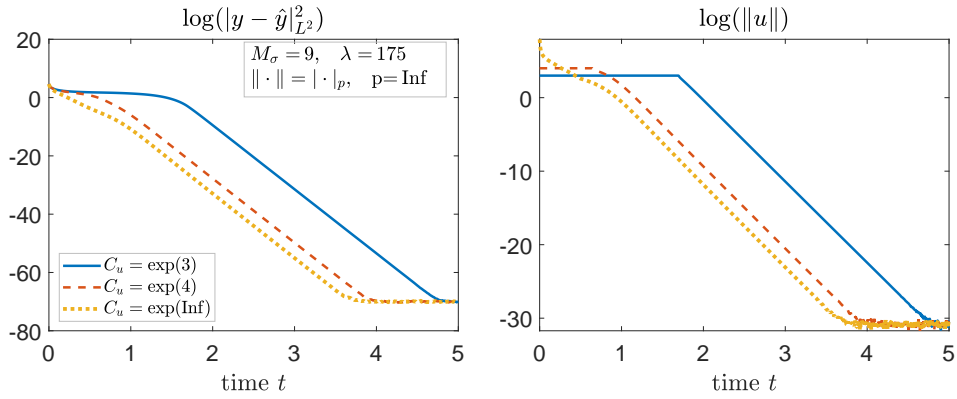 log(|y − ŷ|²_{L²})
20
0
-20
-40
-60
-80
M_σ = 9, λ = 175
‖ · ‖ = | · |_p, p= Inf
C_u = exp(3)
C_u = exp(4)
C_u = exp(Inf)
0 1 2 3 4 5
time t
log(‖u‖)
0
-10
-20
-30
0 1 2 3 4 5
time t